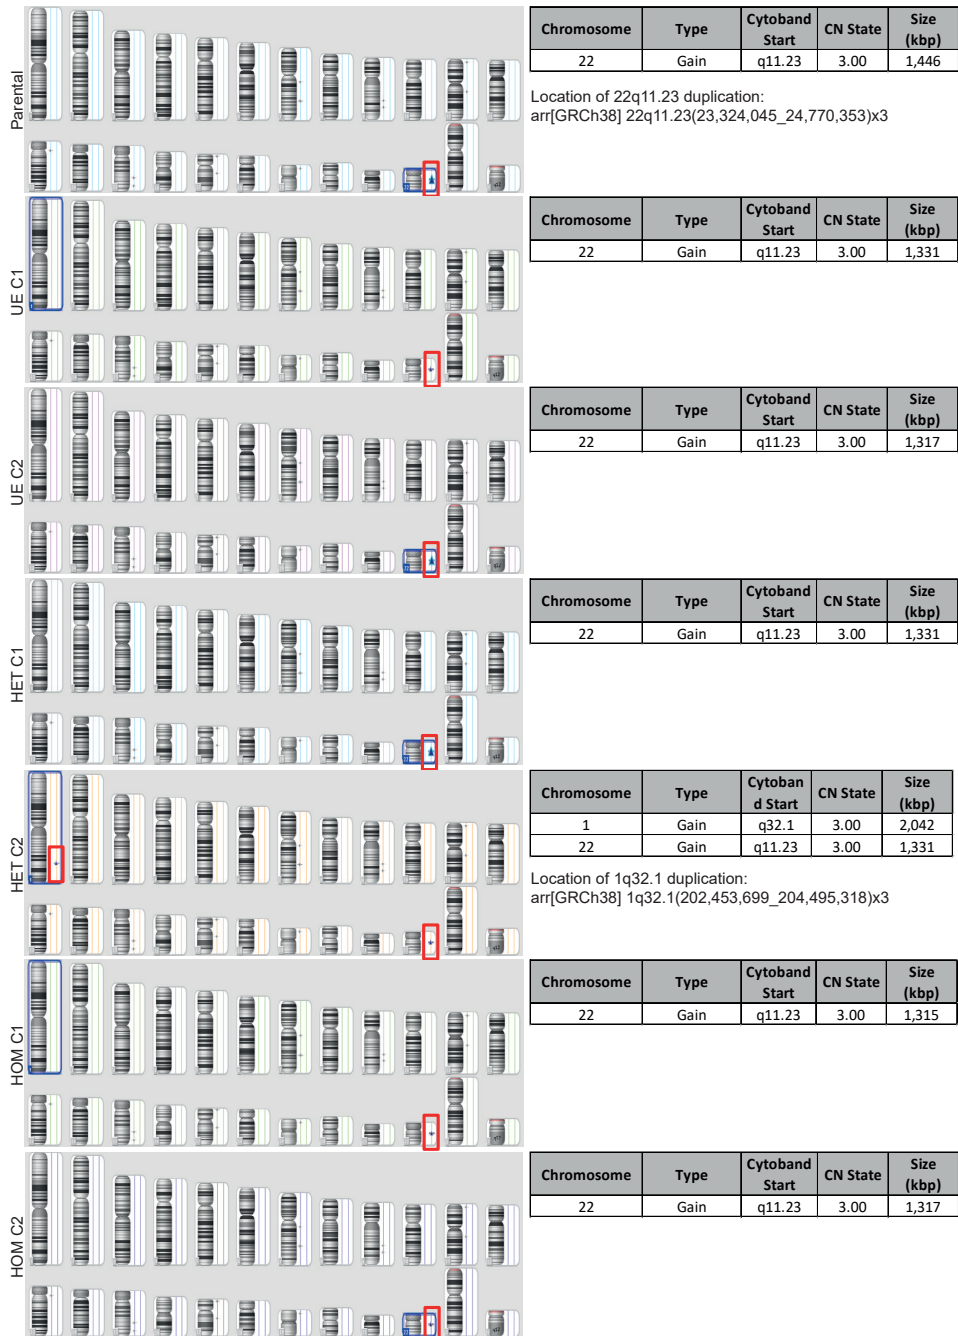 Parental
Chromosome Type Cytoband Start CN State Size (kbp)
22 Gain q11.23 3.00 1,446
Location of 22q11.23 duplication:
arr[GRCh38] 22q11.23(23,324,045_24,770,353)x3
UE C1
Chromosome Type Cytoband Start CN State Size (kbp)
22 Gain q11.23 3.00 1,331
UE C2
Chromosome Type Cytoband Start CN State Size (kbp)
22 Gain q11.23 3.00 1,317
HET C1
Chromosome Type Cytoband Start CN State Size (kbp)
22 Gain q11.23 3.00 1,331
HET C2
Chromosome Type Cytoban d Start CN State Size (kbp)
1 Gain q32.1 3.00 2,042
22 Gain q11.23 3.00 1,331
Location of 1q32.1 duplication:
arr[GRCh38] 1q32.1(202,453,699_204,495,318)x3
HOM C1
Chromosome Type Cytoband Start CN State Size (kbp)
22 Gain q11.23 3.00 1,315
HOM C2
Chromosome Type Cytoband Start CN State Size (kbp)
22 Gain q11.23 3.00 1,317